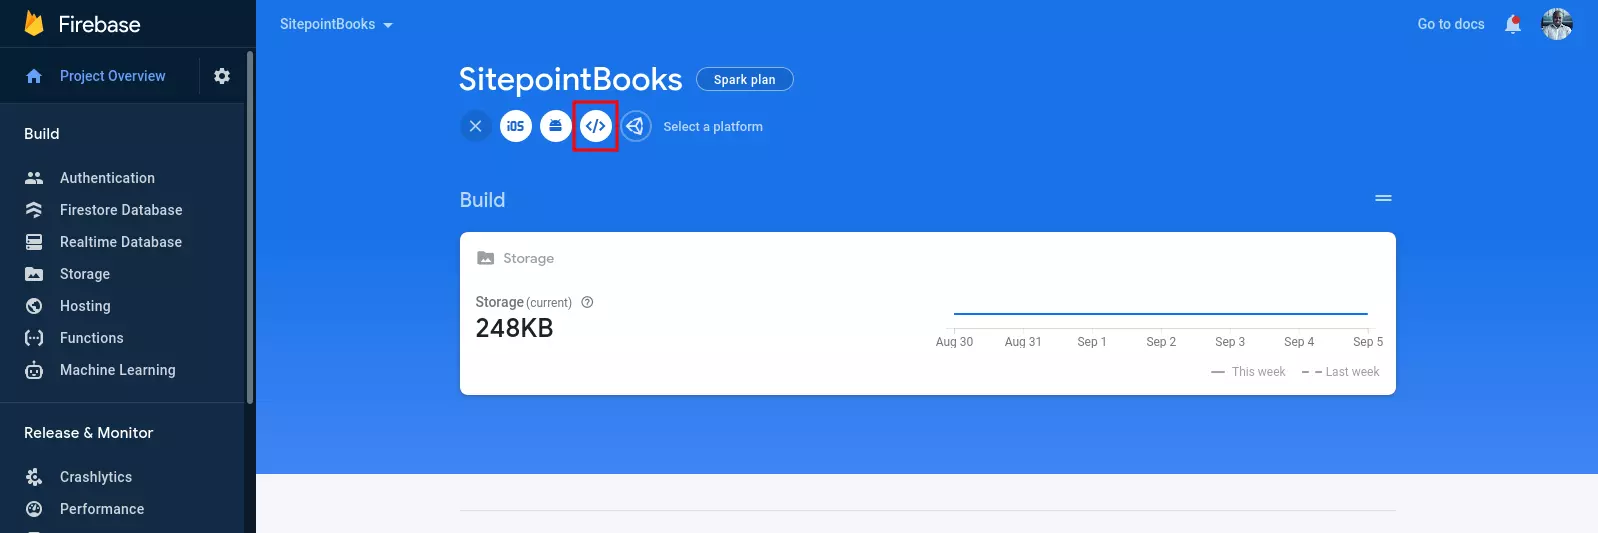 Firebase
SitepointBooks
Go to docs
Project Overview
SitepointBooks
Spark plan
iOS
</>
Select a platform
Build
Authentication
Firestore Database
Realtime Database
Storage
Hosting
Functions
Machine Learning
Release & Monitor
Crashlytics
Performance
Build
Storage
Storage (current)
248KB
Aug 30 Aug 31 Sep 1 Sep 2 Sep 3 Sep 4 Sep 5
This week Last week